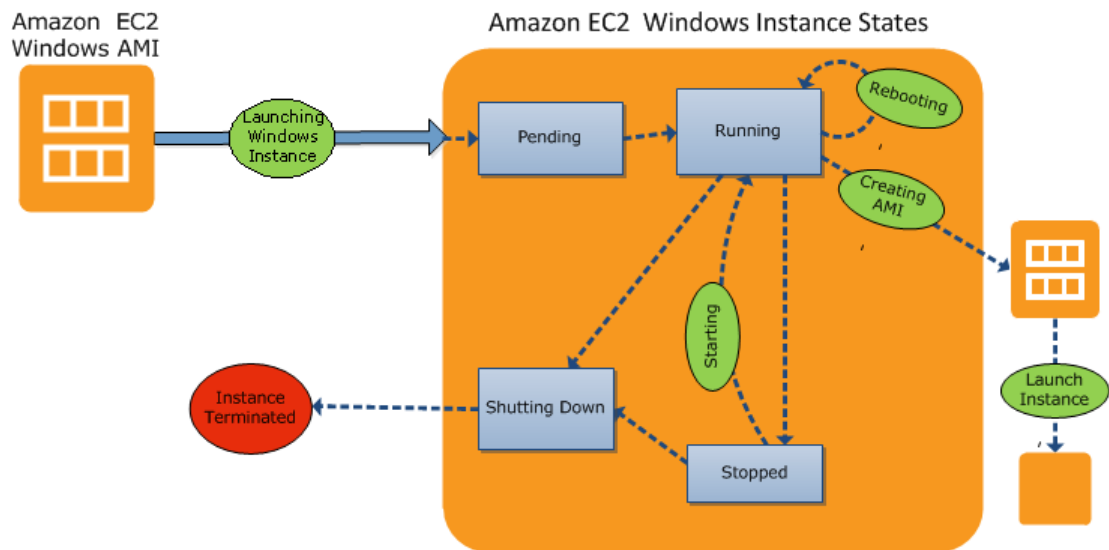 Amazon EC2
Windows AMI
Amazon EC2 Windows Instance States
Launching
Windows
Instance
Pending
Running
Rebooting
Creating
AMI
Starting
Launch
Instance
Instance
Terminated
Shutting Down
Stopped